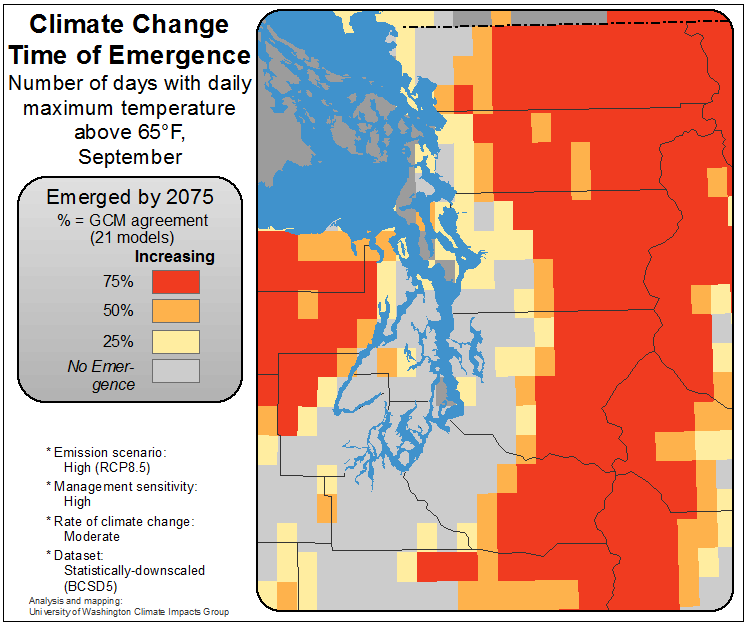 Climate Change
Time of Emergence
Number of days with daily
maximum temperature
above 65°F,
September
Emerged by 2075
% = GCM agreement
(21 models)
Increasing
75%
50%
25%
No Emer-
gence
* Emission scenario:
High (RCP8.5)
* Management sensitivity:
High
* Rate of climate change:
Moderate
* Dataset:
Statistically-downscaled
(BCSD5)
Analysis and mapping:
University of Washington Climate Impacts Group